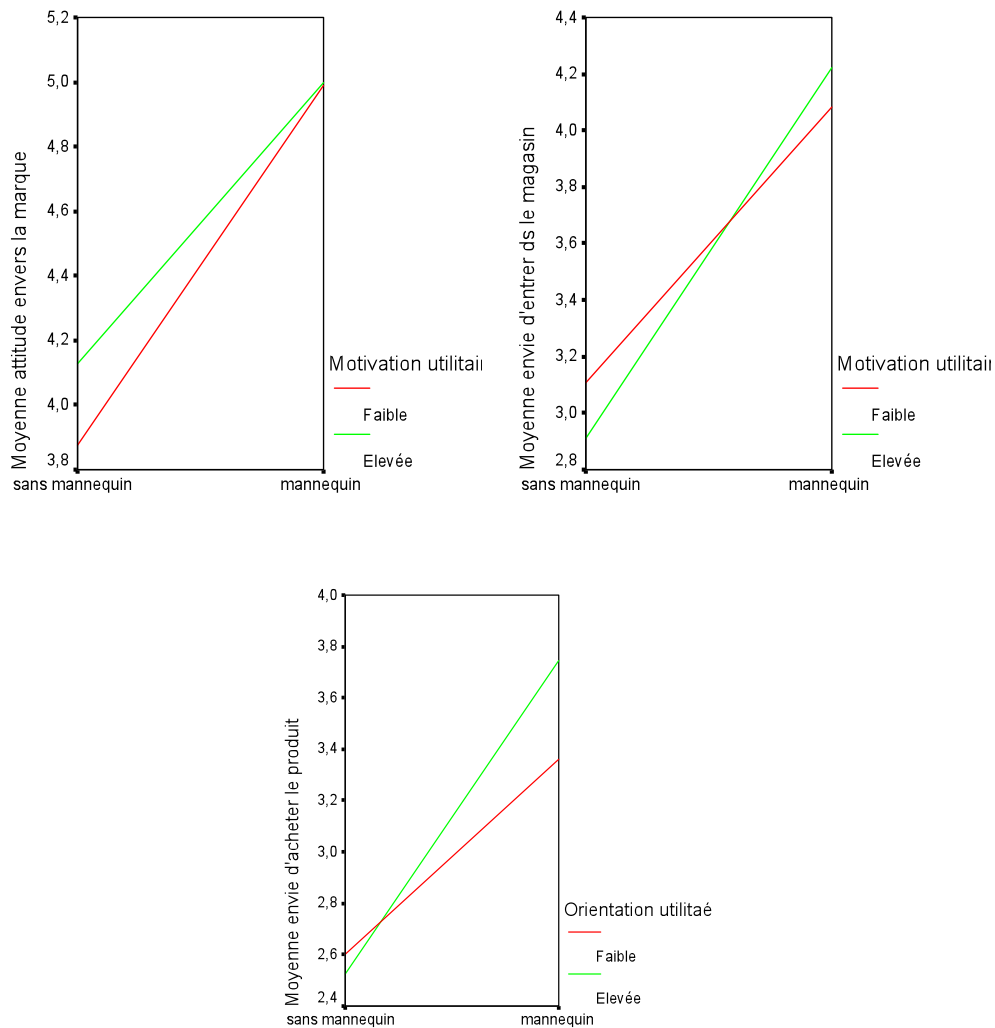 Moyenne attitude envers la marque
5,2
5,0
4,8
4,6
4,4
4,2
4,0
3,8
sans mannequin
mannequin
Motivation utilitair
Faible
Elevée
Moyenne envie d'entrer ds le magasin
4,4
4,2
4,0
3,8
3,6
3,4
3,2
3,0
2,8
sans mannequin
mannequin
Motivation utilitair
Faible
Elevée
Moyenne envie d'acheter le produit
4,0
3,8
3,6
3,4
3,2
3,0
2,8
2,6
2,4
sans mannequin
mannequin
Orientation utilitaé
Faible
Elevée